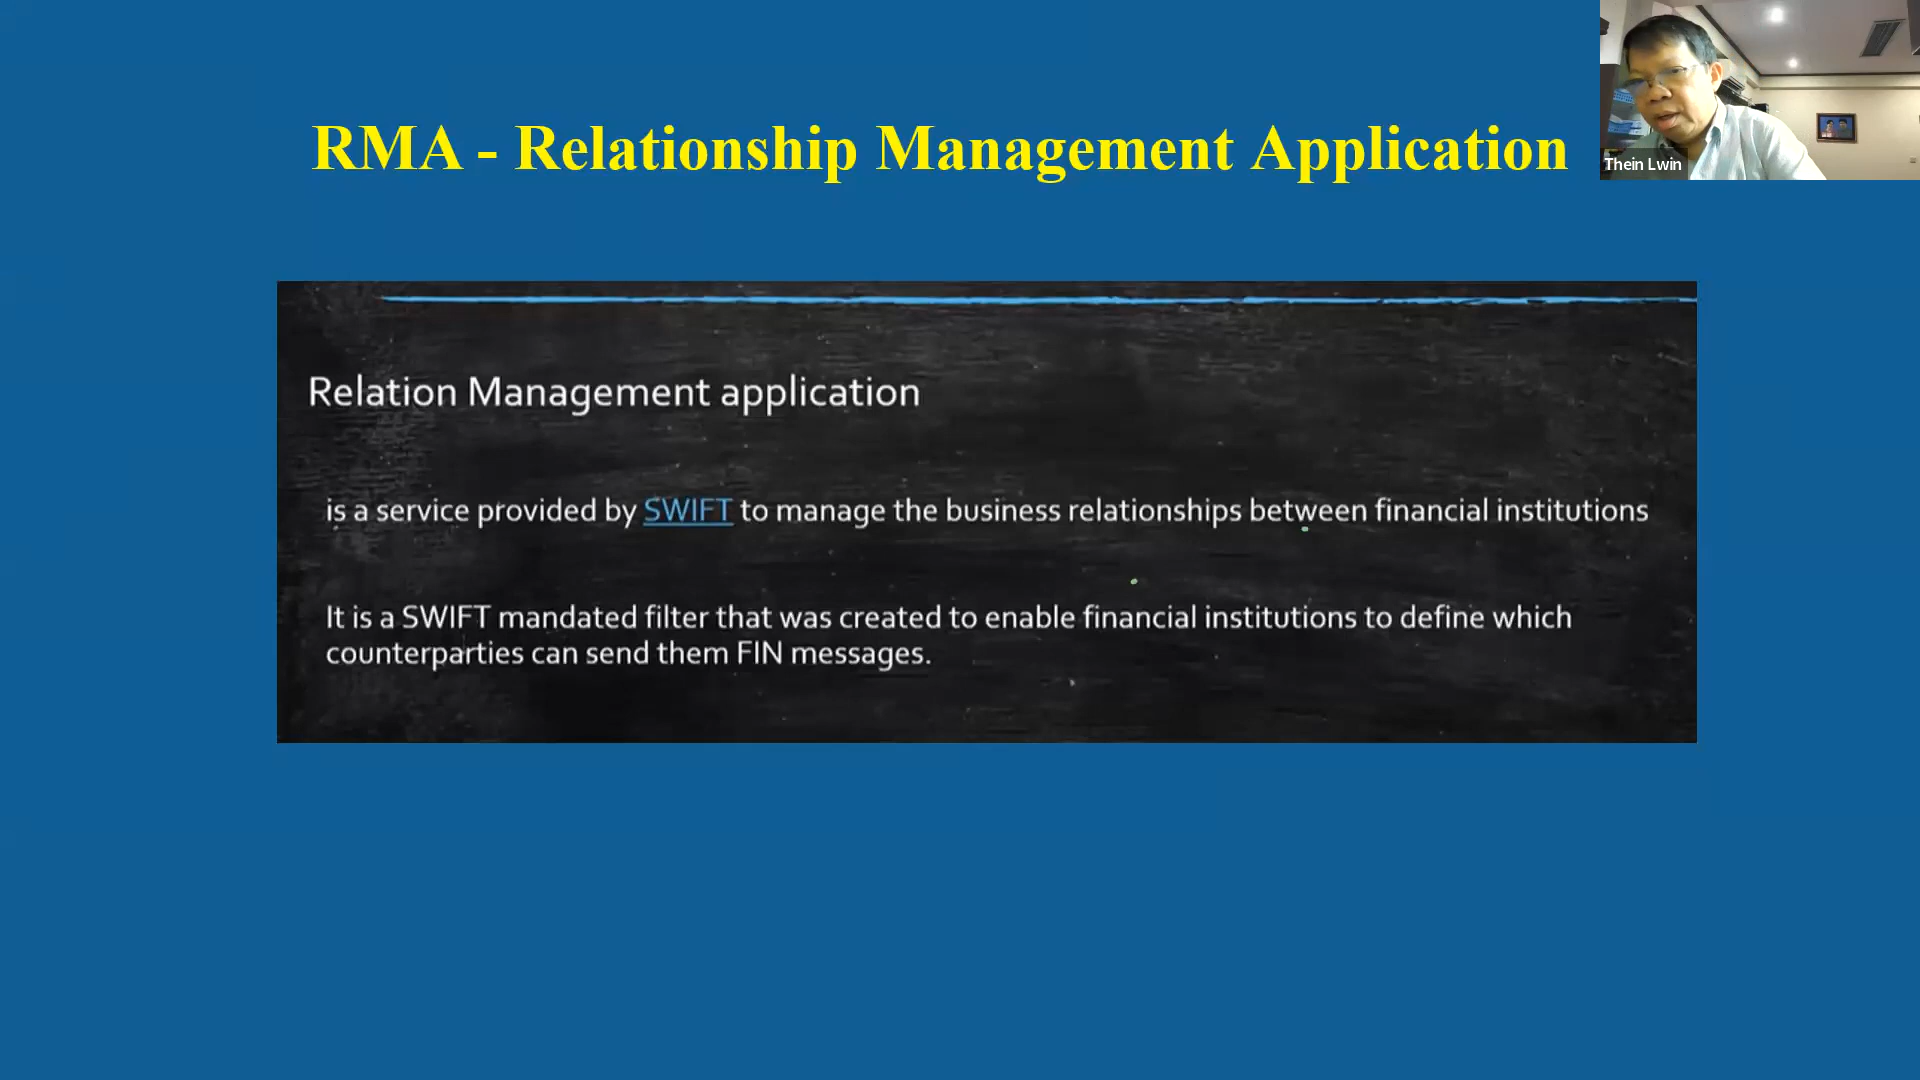 RMA - Relationship Management Application
Thein Lwin
Relation Management application
is a service provided by SWIFT to manage the business relationships between financial institutions
It is a SWIFT mandated filter that was created to enable financial institutions to define which
counterparties can send them FIN messages.